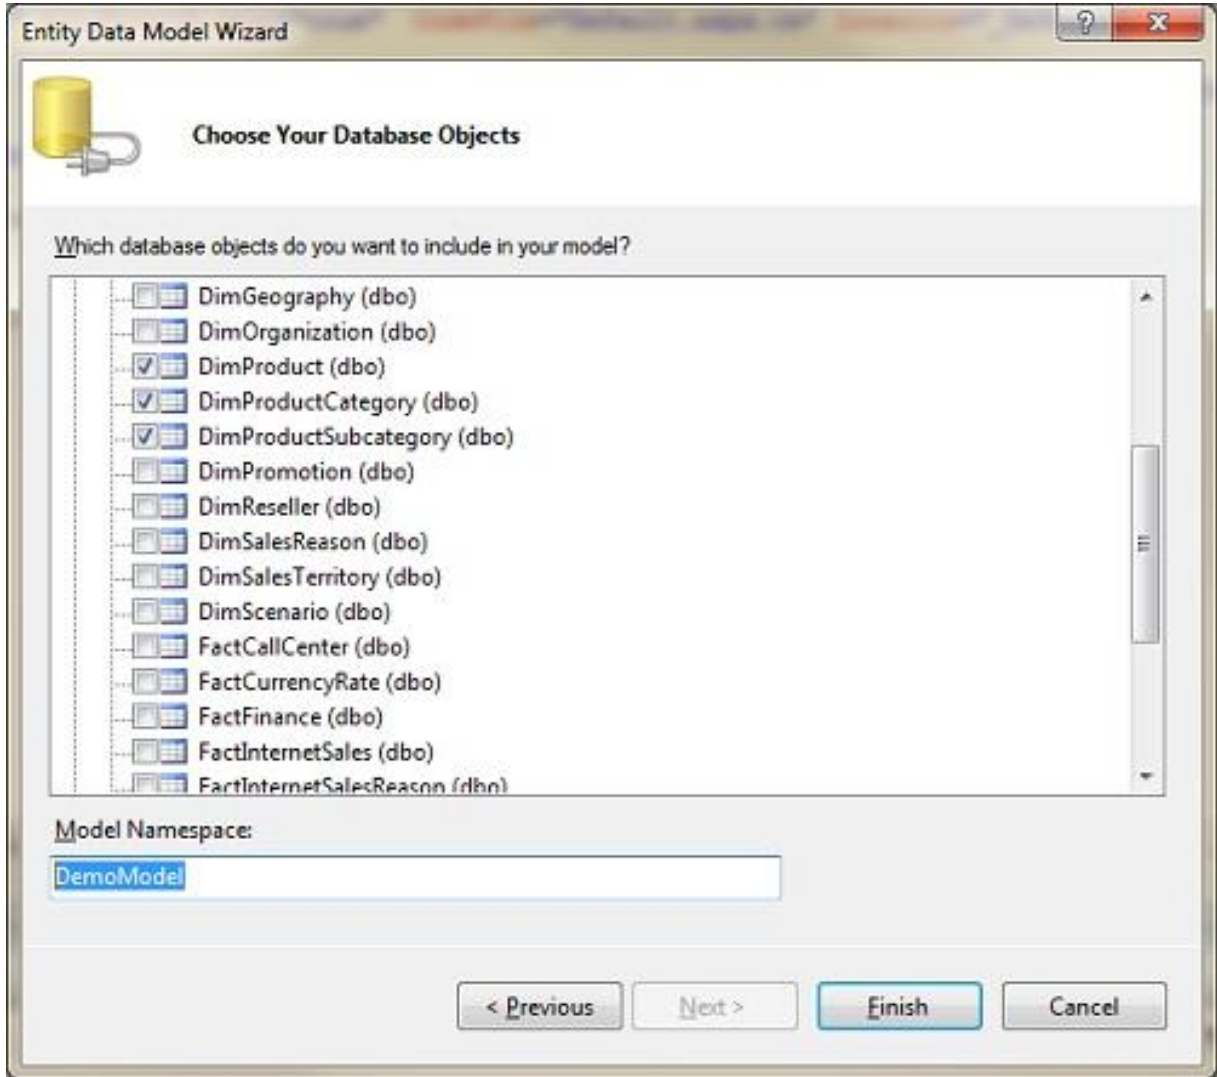 Entity Data Model Wizard
?
Choose Your Database Objects
Which database objects do you want to include in your model?
DimGeography (dbo)
DimOrganization (dbo)
DimProduct (dbo)
DimProductCategory (dbo)
DimProductSubcategory (dbo)
DimPromotion (dbo)
DimReseller (dbo)
DimSalesReason (dbo)
DimSalesTerritory (dbo)
DimScenario (dbo)
FactCallCenter (dbo)
FactCurrencyRate (dbo)
FactFinance (dbo)
FactInternetSales (dbo)
FactInternetSalesReason (dbo)
Model Namespace:
DemoModel
< Previous Next > Finish Cancel